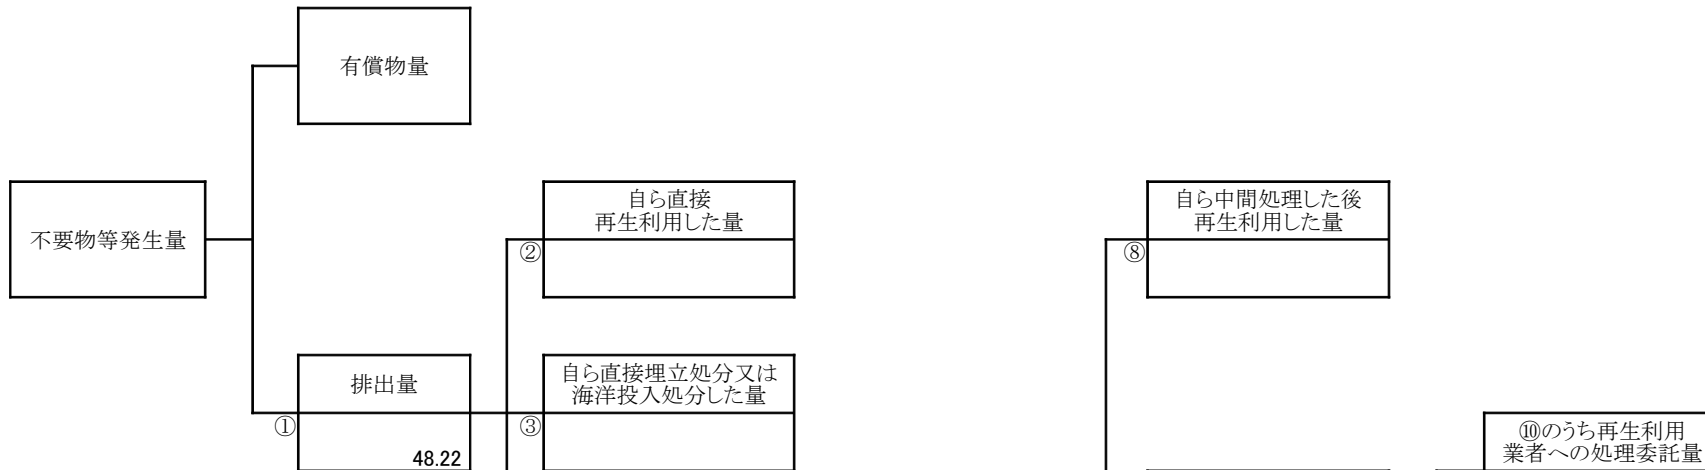 有償物量
不要物等発生量
自ら直接
再生利用した量
②
自ら中間処理した後
再生利用した量
⑧
排出量
①
48.22
自ら直接埋立処分又は
海洋投入処分した量
③
⑩のうち再生利用
業者への処理委託量